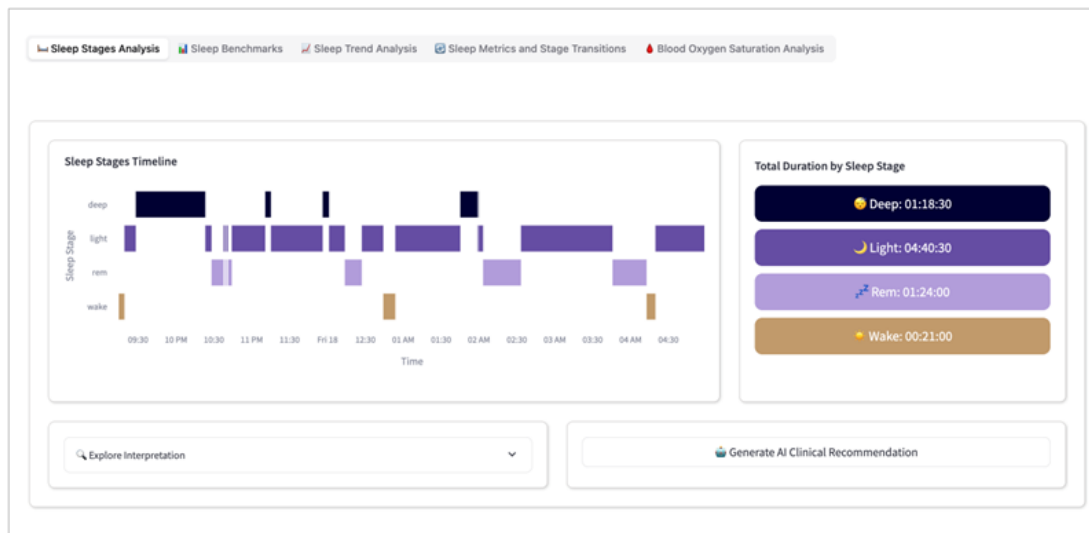 Sleep Stages Analysis
Sleep Benchmarks
Sleep Trend Analysis
Sleep Metrics and Stage Transitions
Blood Oxygen Saturation Analysis
Sleep Stages Timeline
Sleep Stage
deep
light
rem
wake
09:30 10 PM 10:30 11 PM 11:30 Fri 18 12:30 01 AM 01:30 02 AM 02:30 03 AM 03:30 04 AM 04:30
Time
Total Duration by Sleep Stage
Deep: 01:18:30
Light: 04:40:30
Rem: 01:24:00
Wake: 00:21:00
Explore Interpretation
Generate AI Clinical Recommendation